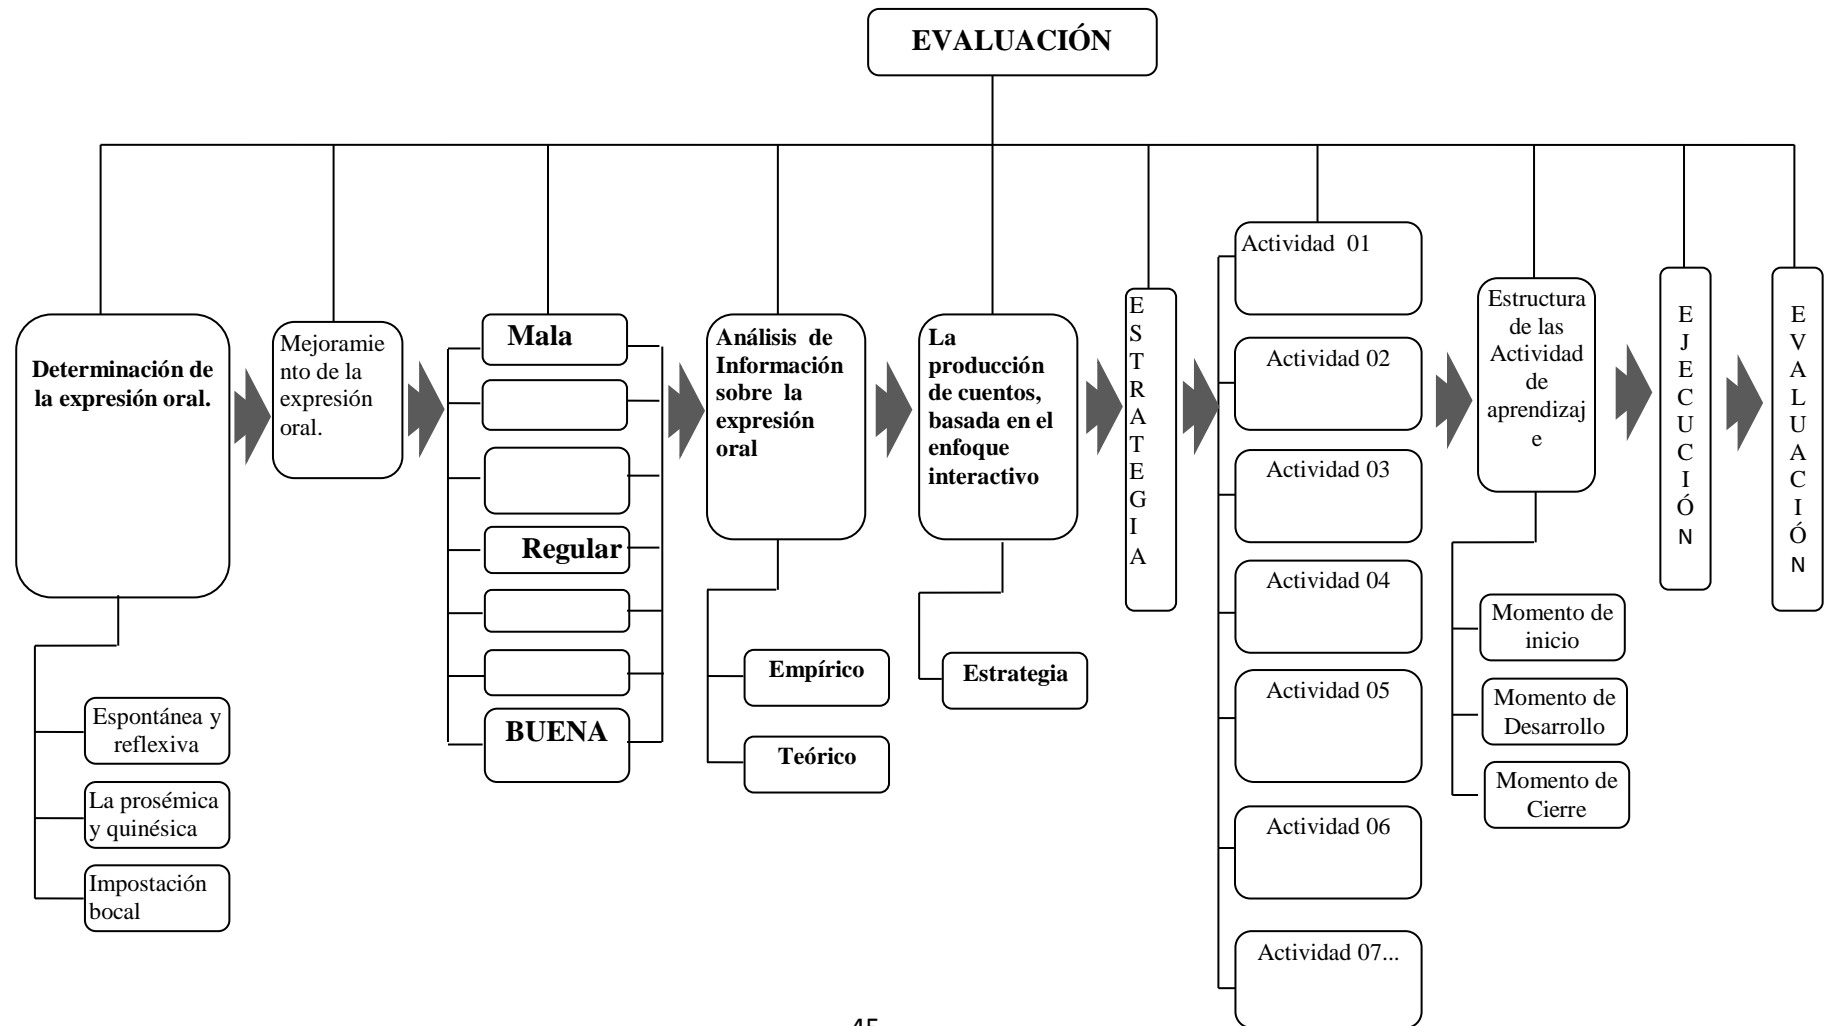 EVALUACIÓN
Determinación de
la expresión oral.
Espontánea y
reflexiva
La prosémica
y quinésica
Impostación
bocal
Mejoramie
nto de la
expresión
oral.
Mala
Regular
BUENA
Análisis de
Información
sobre la
expresión
oral
Empírico
Teórico
La
producción
de cuentos,
basada en el
enfoque
interactivo
Estrategia
E
S
T
R
A
T
E
G
I
A
Actividad 01
Actividad 02
Actividad 03
Actividad 04
Actividad 05
Actividad 06
Actividad 07...
Estructura
de las
Actividad
de
aprendizaj
e
Momento de
inicio
Momento de
Desarrollo
Momento de
Cierre
E
J
E
C
U
C
I
Ó
N
E
V
A
L
U
A
C
I
Ó
N
45